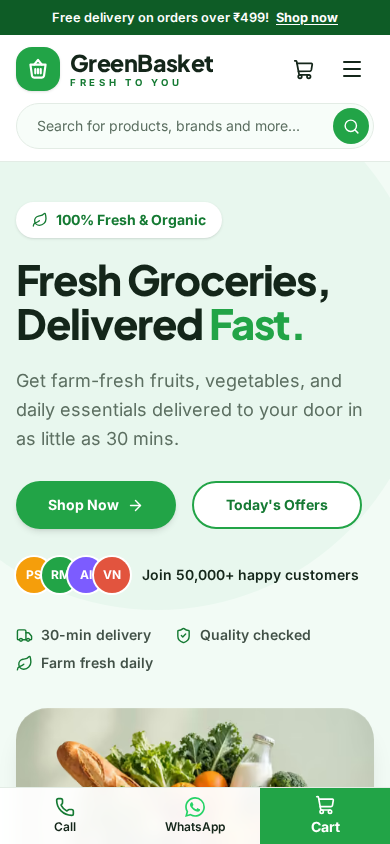 Free delivery on orders over ₹499! Shop now
GreenBasket
FRESH TO YOU
Search for products, brands and more...
100% Fresh & Organic
Fresh Groceries,
Delivered Fast.
Get farm-fresh fruits, vegetables, and
daily essentials delivered to your door in
as little as 30 mins.
Shop Now
Today's Offers
PS RM VN Join 50,000+ happy customers
30-min delivery
Quality checked
Farm fresh daily
Call
WhatsApp
Cart